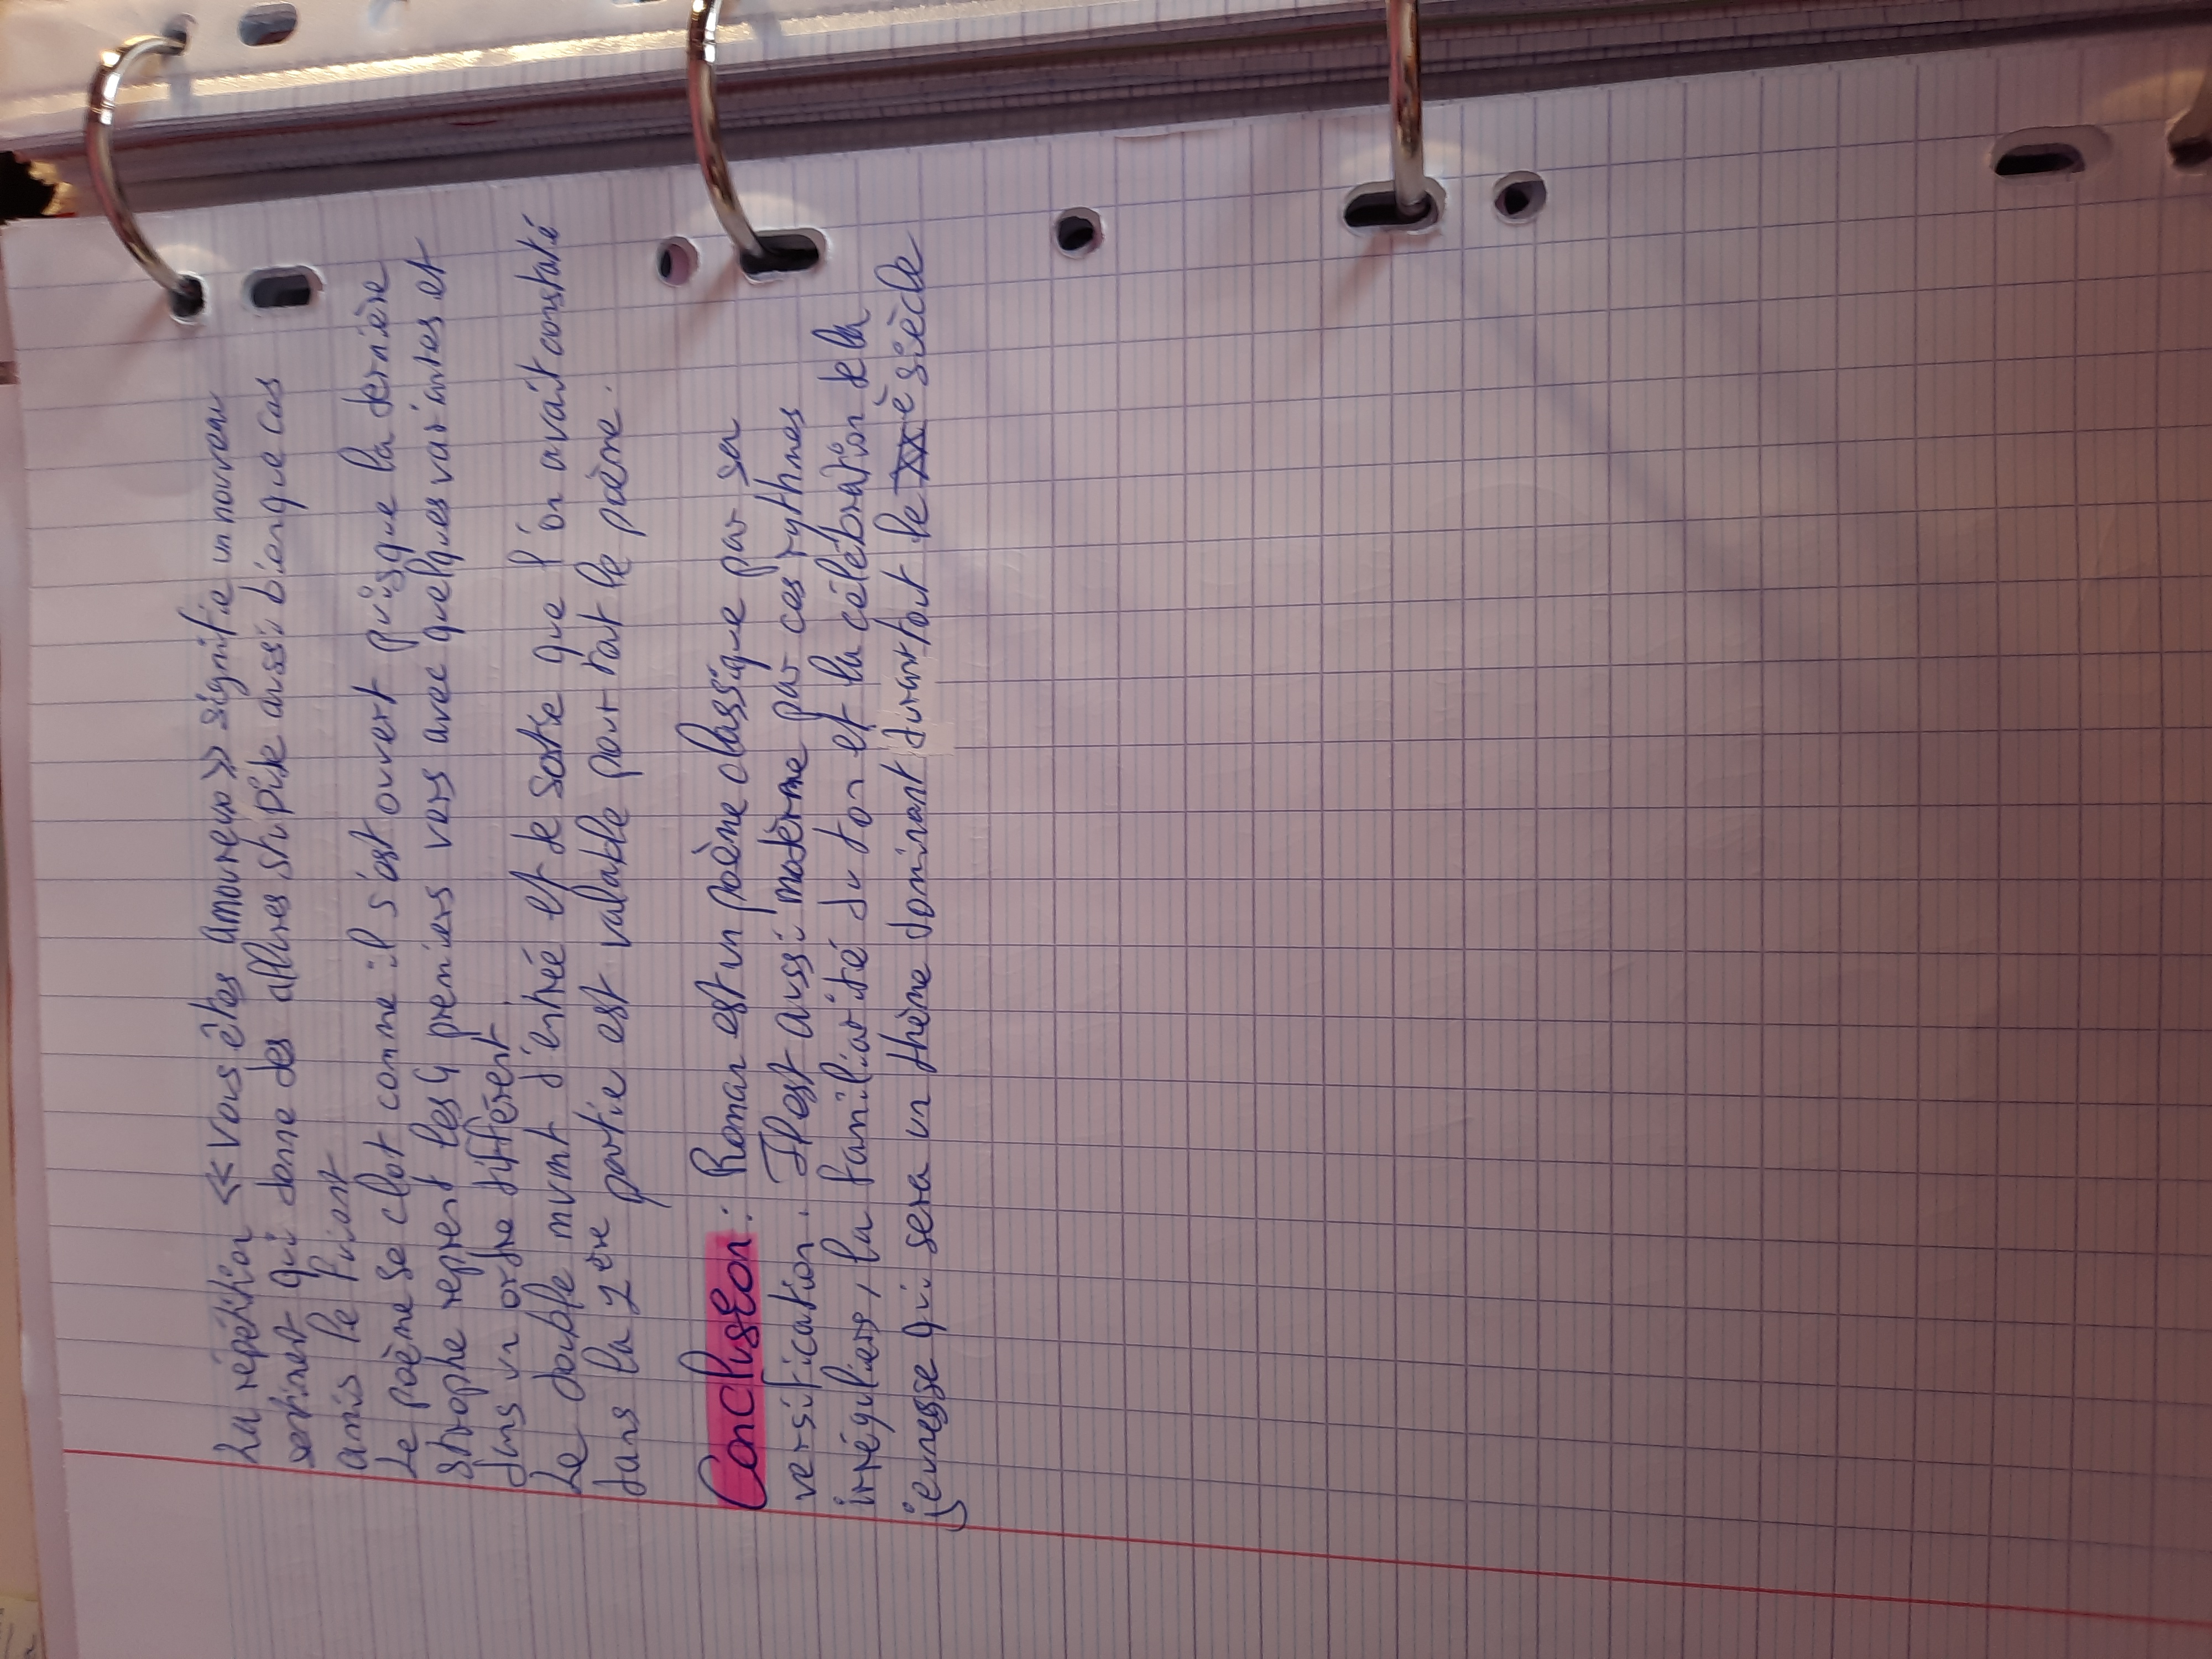 La répétition « Vous êtes amoureux » signifie un nouveau
sentiment qui donne des allures stupide aussi bien que ces
amis le fuient
Le poème se clot comme il s'est ouvert puisque la dernière
strophe reprend les 4 premiers vers avec quelques variantes et
dans un ordre différent.
Le double mvmt d'entrée et de sortie que l'on avait constaté
dans la 1ère partie est valable pour tout le poème.
Conclusion : Roman est un poème classique par sa
versification. Il est aussi moderne par ces rythmes
irréguliers, la familiarité du ton et la célébration de la
jeunesse qui sera un thème dominant durant tout le XXè siècle